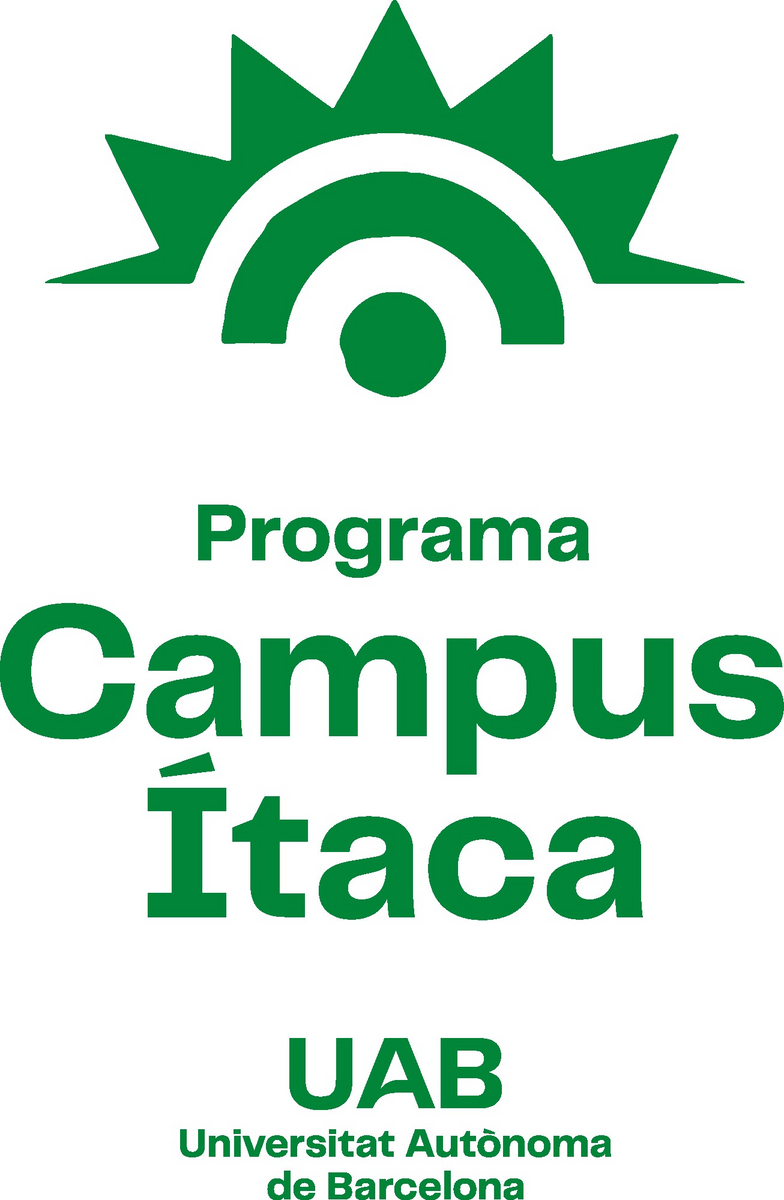 Programa
Campus
Ítaca
UAB
Universitat Autònoma
de Barcelona